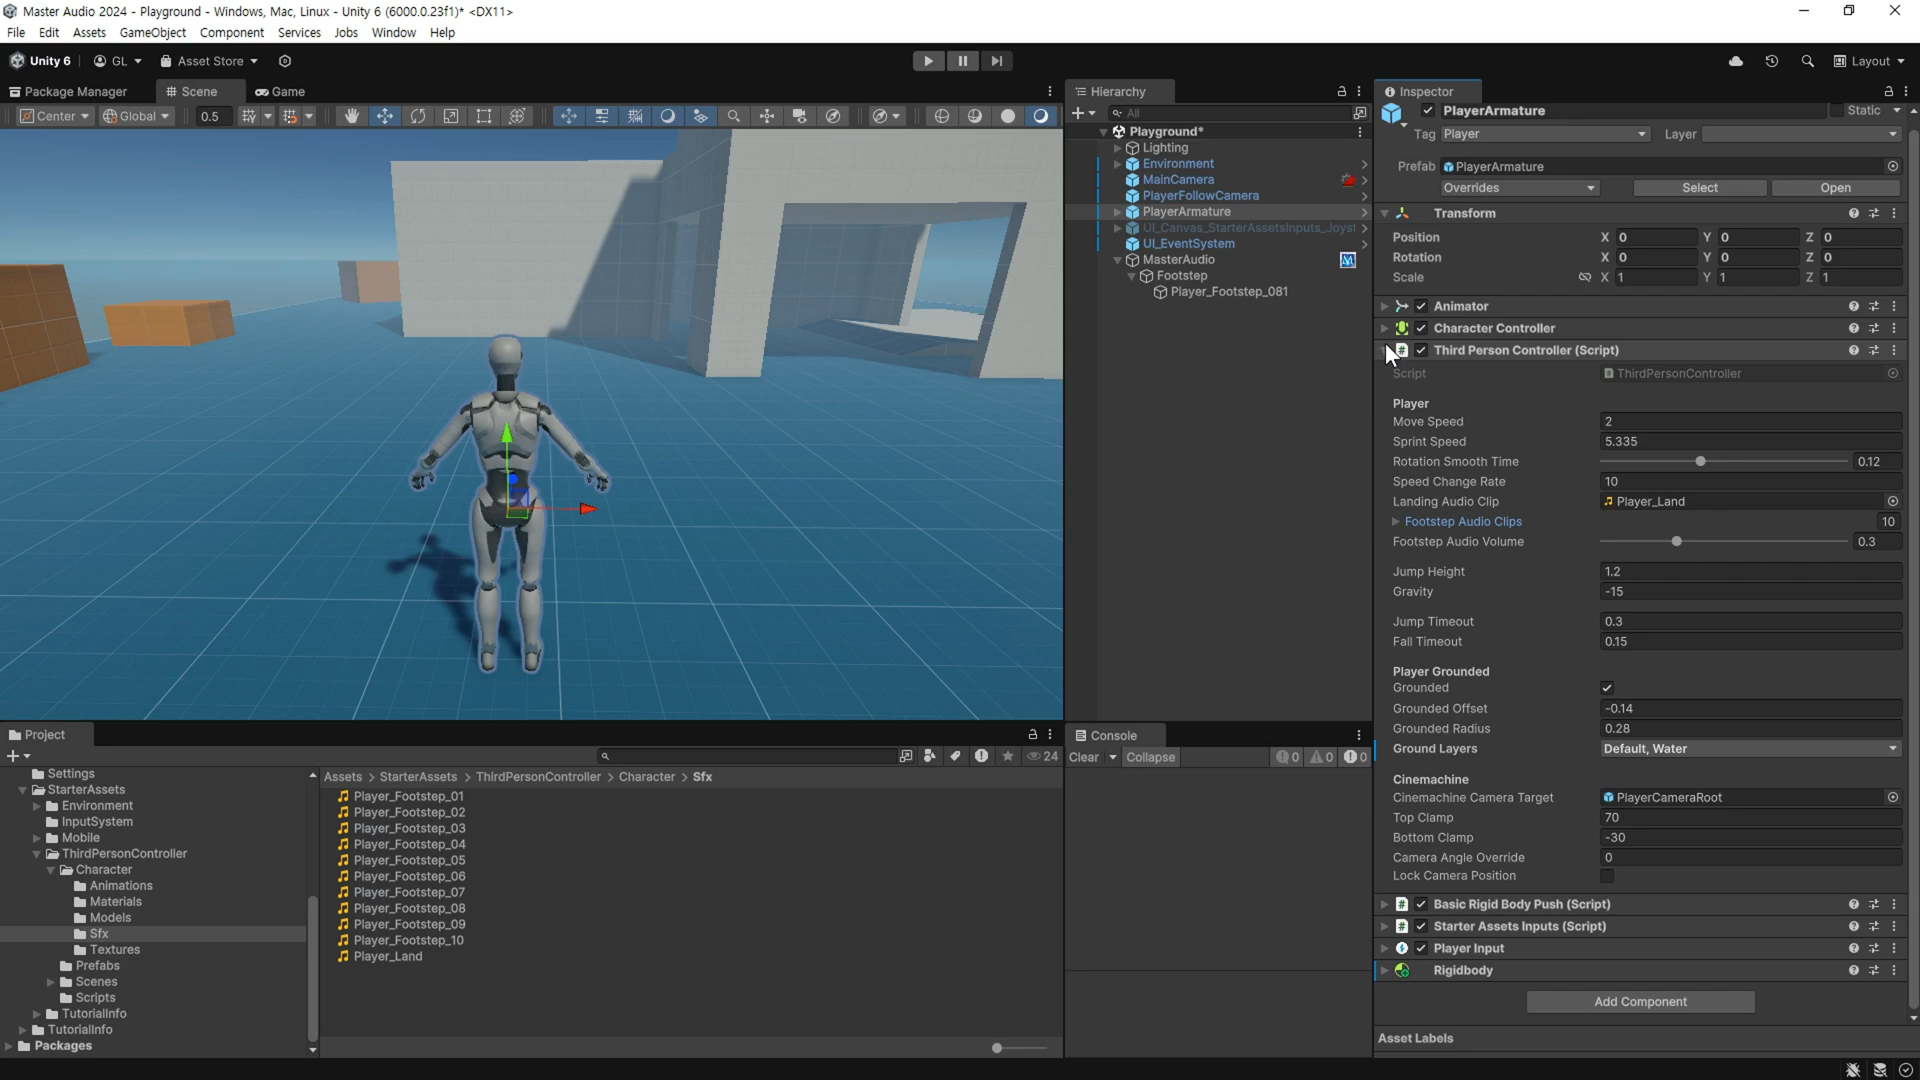 Master Audio 2024 - Playground - Windows, Mac, Linux - Unity 6 (6000.0.23f1)* <DX11>
File Edit Assets GameObject Component Services Jobs Window Help
Unity 6 GL Asset Store Layout
Package Manager Scene Game
Center Global 0.5
Hierarchy
All
Playground*
Lighting
Environment
MainCamera
PlayerFollowCamera
PlayerArmature
UI_Canvas_StarterAssetsInputs_Joyst
UI_EventSystem
MasterAudio
Footstep
Player_Footstep_081
Inspector
PlayerArmature Static
Tag Player Layer
Prefab PlayerArmature
Overrides Select Open
Transform
Position X 0 Y 0 Z 0
Rotation X 0 Y 0 Z 0
Scale X 1 Y 1 Z 1
Animator
Character Controller
# Third Person Controller (Script)
Script ThirdPersonController
Player
Move Speed 2
Sprint Speed 5.335
Rotation Smooth Time 0.12
Speed Change Rate 10
Landing Audio Clip Player_Land
Footstep Audio Clips 10
Footstep Audio Volume 0.3
Jump Height 1.2
Gravity -15
Jump Timeout 0.3
Fall Timeout 0.15
Player Grounded
Grounded
Grounded Offset -0.14
Grounded Radius 0.28
Ground Layers Default, Water
Cinemachine
Cinemachine Camera Target PlayerCameraRoot
Top Clamp 70
Bottom Clamp -30
Camera Angle Override 0
Lock Camera Position
# Basic Rigid Body Push (Script)
# Starter Assets Inputs (Script)
Player Input
Rigidbody
Add Component
Asset Labels
Project
24
Settings
StarterAssets
Environment
InputSystem
Mobile
ThirdPersonController
Character
Animations
Materials
Models
Sfx
Textures
Prefabs
Scenes
Scripts
TutorialInfo
TutorialInfo
Packages
Assets > StarterAssets > ThirdPersonController > Character > Sfx
Player_Footstep_01
Player_Footstep_02
Player_Footstep_03
Player_Footstep_04
Player_Footstep_05
Player_Footstep_06
Player_Footstep_07
Player_Footstep_08
Player_Footstep_09
Player_Footstep_10
Player_Land
Console
Clear Collapse 0 0 0